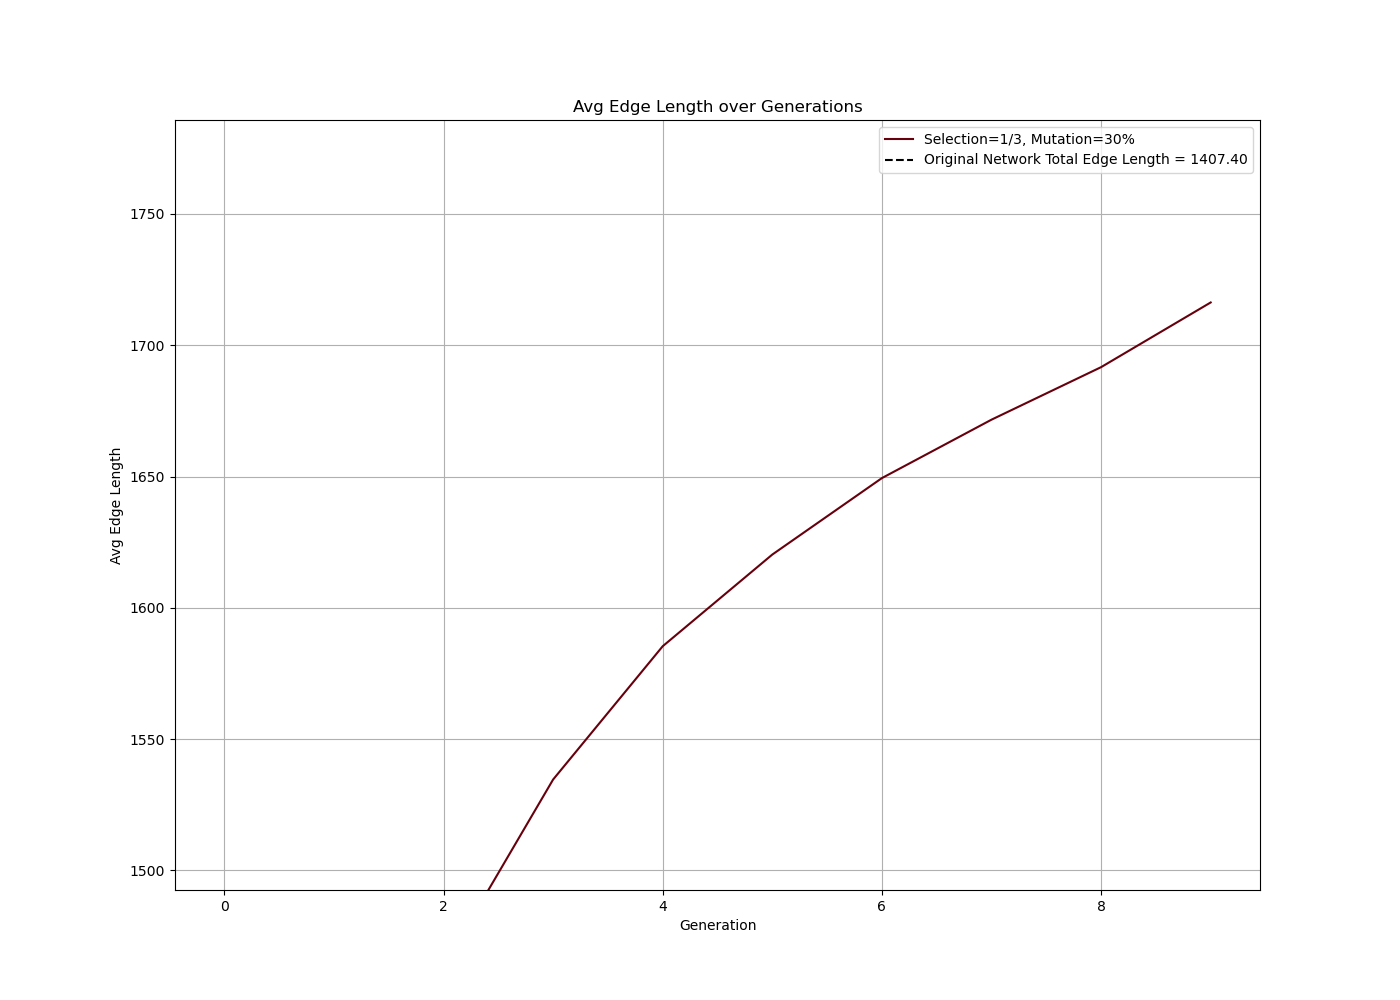 Avg Edge Length over Generations
Selection=1/3, Mutation=30%
Original Network Total Edge Length = 1407.40
1750
1700
1650
1600
1550
1500
Avg Edge Length
0 2 4 6 8
Generation